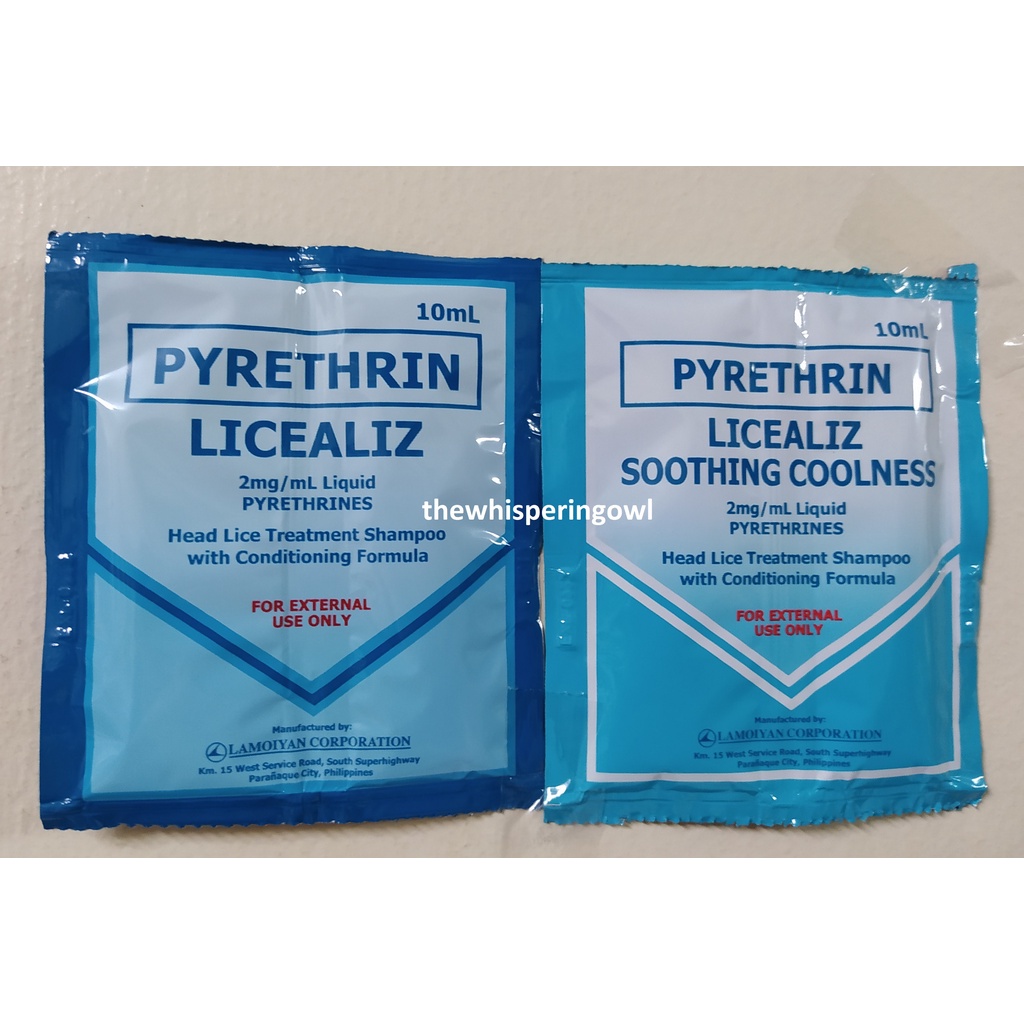 10mL
PYRETHRIN
LICEALIZ
2mg/mL Liquid
PYRETHRINES
Head Lice Treatment Shampoo
with Conditioning Formula
FOR EXTERNAL
USE ONLY
Manufactured by:
LAMOIYAN CORPORATION
Km. 15 West Service Road, South Superhighway
Parañaque City, Philippines
thewhisperingowl
10mL
PYRETHRIN
LICEALIZ
SOOTHING COOLNESS
2mg/mL Liquid
PYRETHRINES
Head Lice Treatment Shampoo
with Conditioning Formula
FOR EXTERNAL
USE ONLY
Manufactured by:
LAMOIYAN CORPORATION
Km. 15 West Service Road, South Superhighway
Parañaque City, Philippines